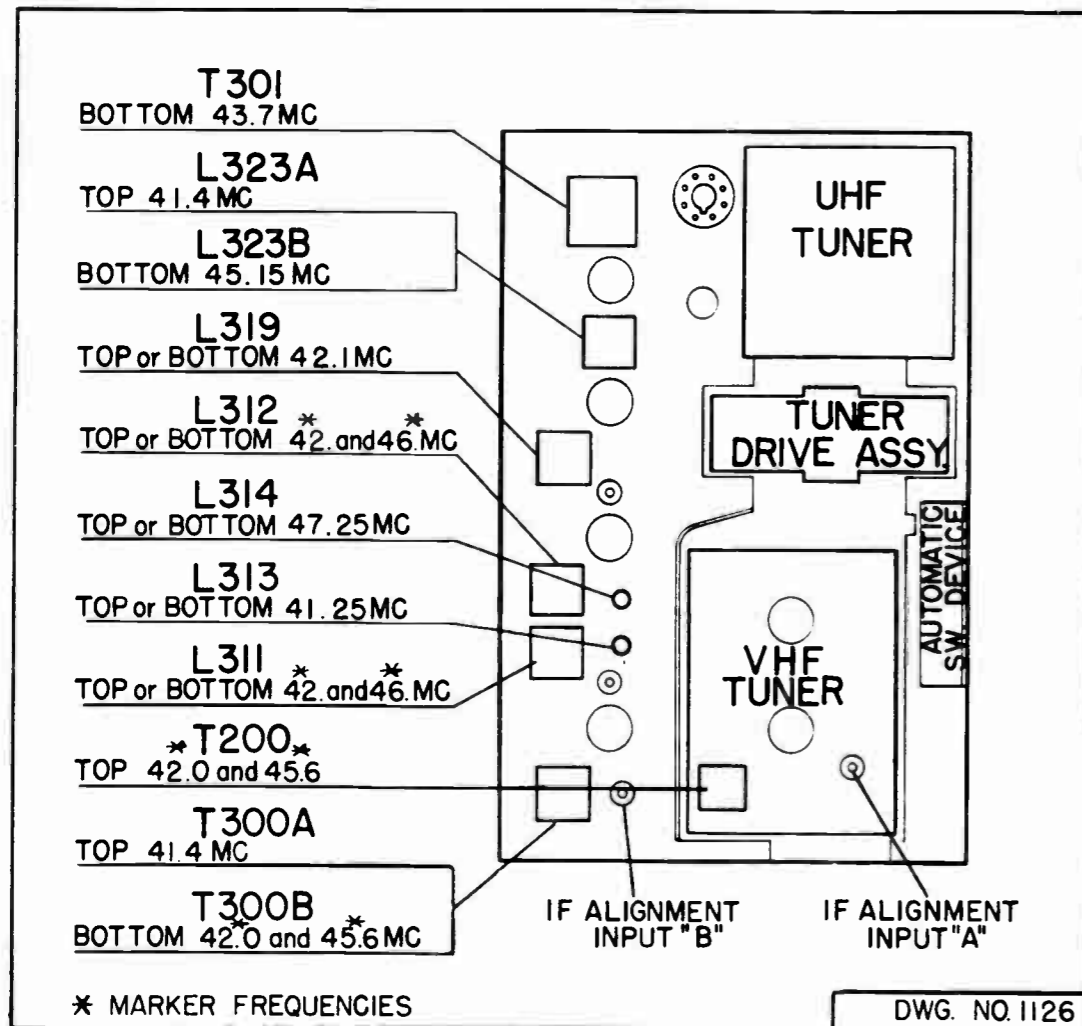 T301
BOTTOM 43.7MC
L323A
TOP 41.4MC
L323B
BOTTOM 45.15MC
L319
TOP or BOTTOM 42.1MC
L312
TOP or BOTTOM 42*. and 46*. MC
L314
TOP or BOTTOM 47.25MC
L313
TOP or BOTTOM 41.25MC
L311
TOP or BOTTOM 42*. and 46*. MC
*T200*
TOP 42.0 and 45.6
T300A
TOP 41.4 MC
T300B
BOTTOM 42.0* and 45.6* MC
* MARKER FREQUENCIES
UHF
TUNER
TUNER
DRIVE ASSY.
AUTOMATIC
SW. DEVICE
VHF
TUNER
IF ALIGNMENT
INPUT "B"
IF ALIGNMENT
INPUT "A"
DWG. NO. 1126